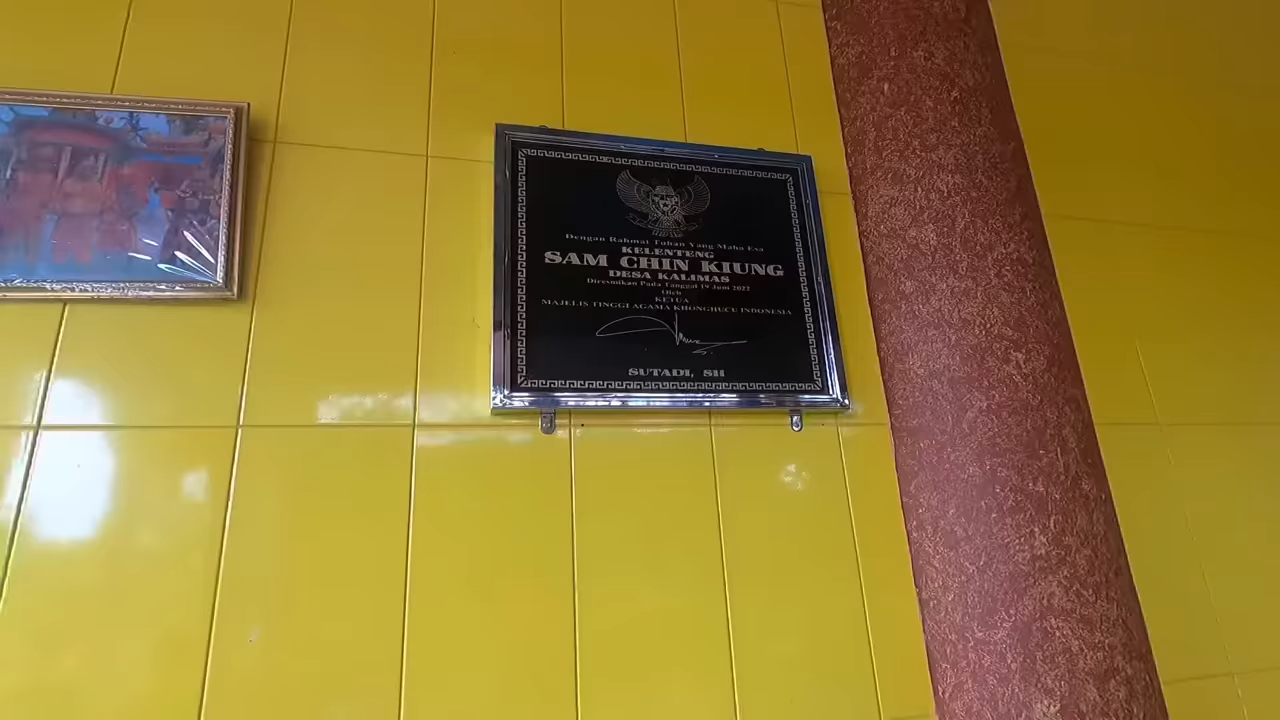 Dengan Rahmat Tuhan Yang Maha Esa
KELENTENG
SAM CHIN KIUNG
DESA KALIMAS
Diresmikan Pada Tanggal 19 Juni 2022
Oleh
KETUA
MAJELIS TINGGI AGAMA KHONGHUCU INDONESIA
SUTADI, SH